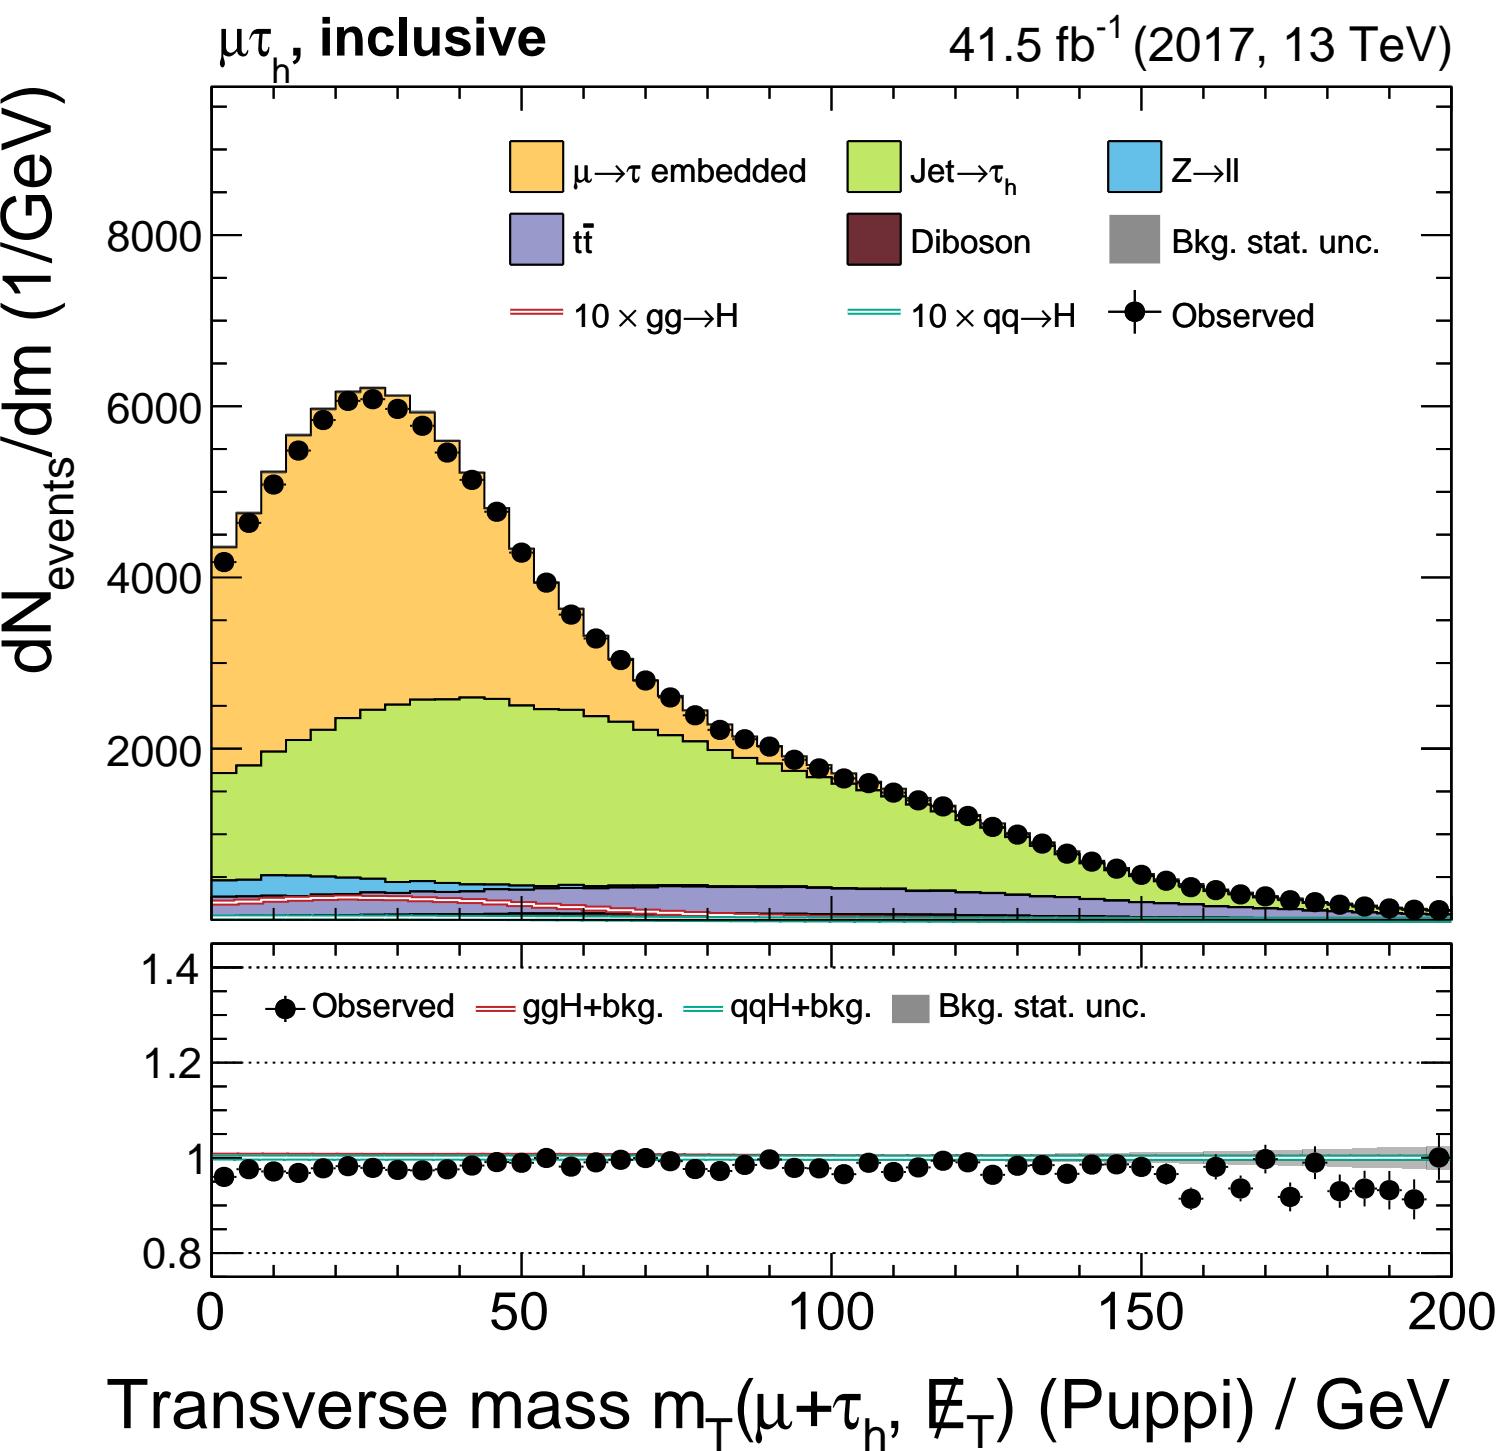 μτh, inclusive 41.5 fb-1 (2017, 13 TeV)
dNevents/dm (1/GeV)
μ→τ embedded Jet→τh Z→ll
tt̄ Diboson Bkg. stat. unc.
10 × gg→H 10 × qq→H Observed
8000
6000
4000
2000
1.4
Observed ggH+bkg. qqH+bkg. Bkg. stat. unc.
1.2
1
0.8
0 50 100 150 200
Transverse mass mT(μ+τh, E̸T) (Puppi) / GeV